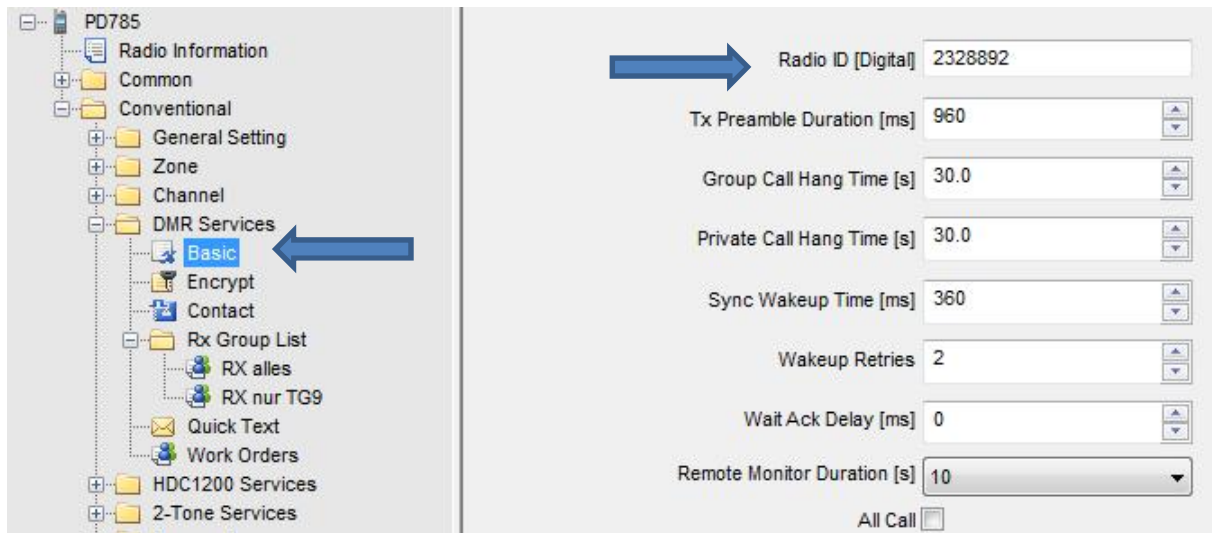 PD785
Radio Information
Common
Conventional
General Setting
Zone
Channel
DMR Services
Basic
Encrypt
Contact
Rx Group List
RX alles
RX nur TG9
Quick Text
Work Orders
HDC1200 Services
2-Tone Services
Radio ID [Digital] 2328892
Tx Preamble Duration [ms] 960
Group Call Hang Time [s] 30.0
Private Call Hang Time [s] 30.0
Sync Wakeup Time [ms] 360
Wakeup Retries 2
Wait Ack Delay [ms] 0
Remote Monitor Duration [s] 10
All Call